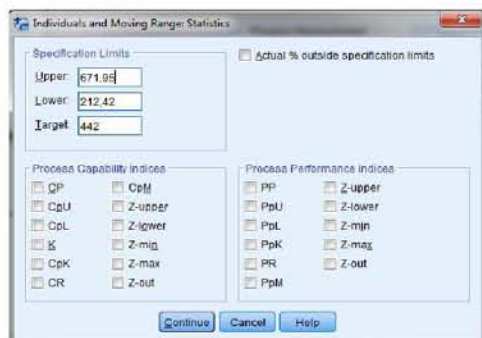 Individuals and Moving Range: Statistics
Specification Limits
Upper: 671,95
Lower: 212,42
Target: 442
Actual % outside specification limits
Process Capability Indices
CP CpM
CpU Z-upper
CpL Z-lower
K Z-min
CpK Z-max
CR Z-out
Process Performance Indices
PP Z-upper
PpU Z-lower
PpL Z-min
PpK Z-max
PR Z-out
PpM
Continue Cancel Help